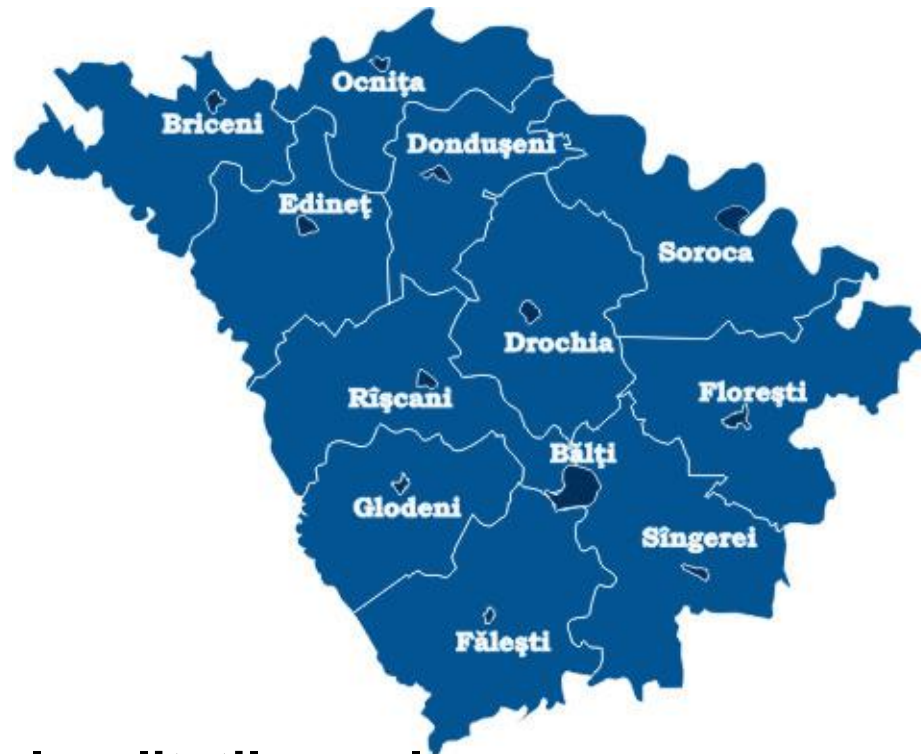 Ocnița
Briceni
Dondușeni
Edineț
Soroca
Drochia
Rîșcani
Florești
Bălți
Glodeni
Sîngerei
Fălești